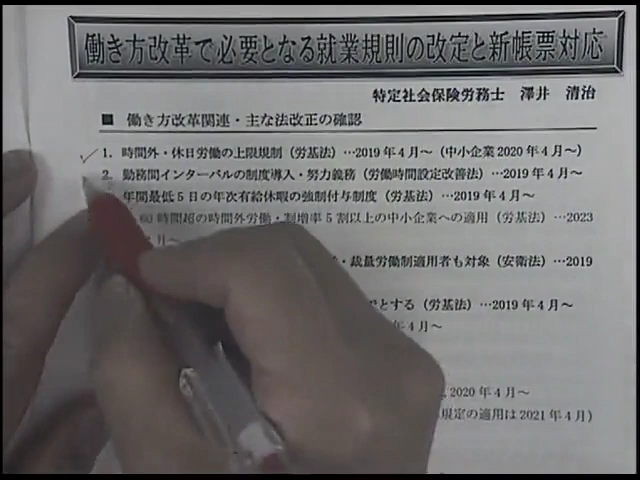 働き方改革で必要となる就業規則の改定と新帳票対応
特定社会保険労務士 澤井 清治
■ 働き方改革関連・主な法改正の確認
1. 時間外・休日労働の上限規制（労基法）…2019年4月～（中小企業2020年4月～）
2. 勤務間インターバルの制度導入・努力義務（労働時間設定改善法）…2019年4月～
年間最低5日の年次有給休暇の強制付与制度（労基法）…2019年4月～
60時間超の時間外労働・割増率5割以上の中小企業への適用（労基法）…2023
月～
・裁量労働制適用者も対象（安衛法）…2019
とする（労基法）…2019年4月～
年4月～
2020年4月～
規定の適用は2021年4月）